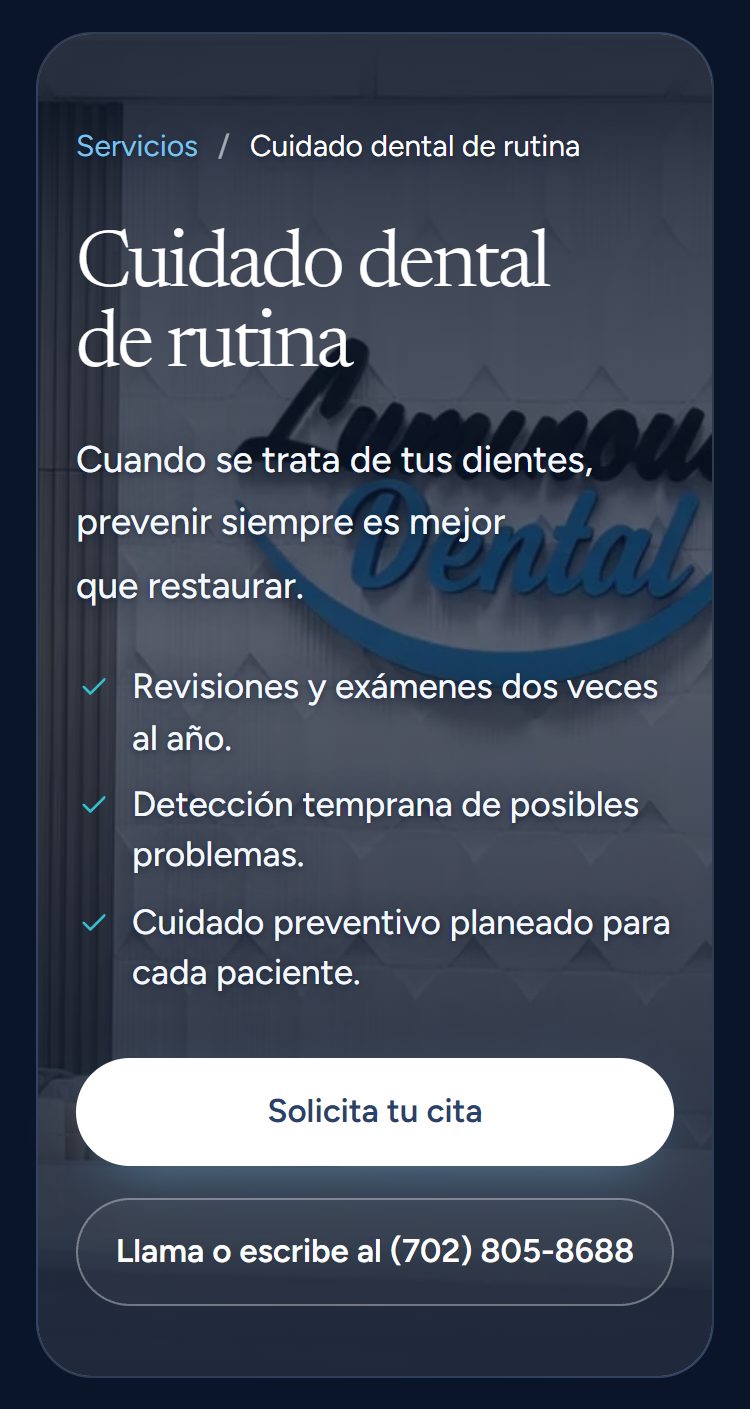 Servicios / Cuidado dental de rutina
Cuidado dental
de rutina
Luminous
Dental
Cuando se trata de tus dientes,
prevenir siempre es mejor
que restaurar.
Revisiones y exámenes dos veces
al año.
Detección temprana de posibles
problemas.
Cuidado preventivo planeado para
cada paciente.
Solicita tu cita
Llama o escribe al (702) 805-8688